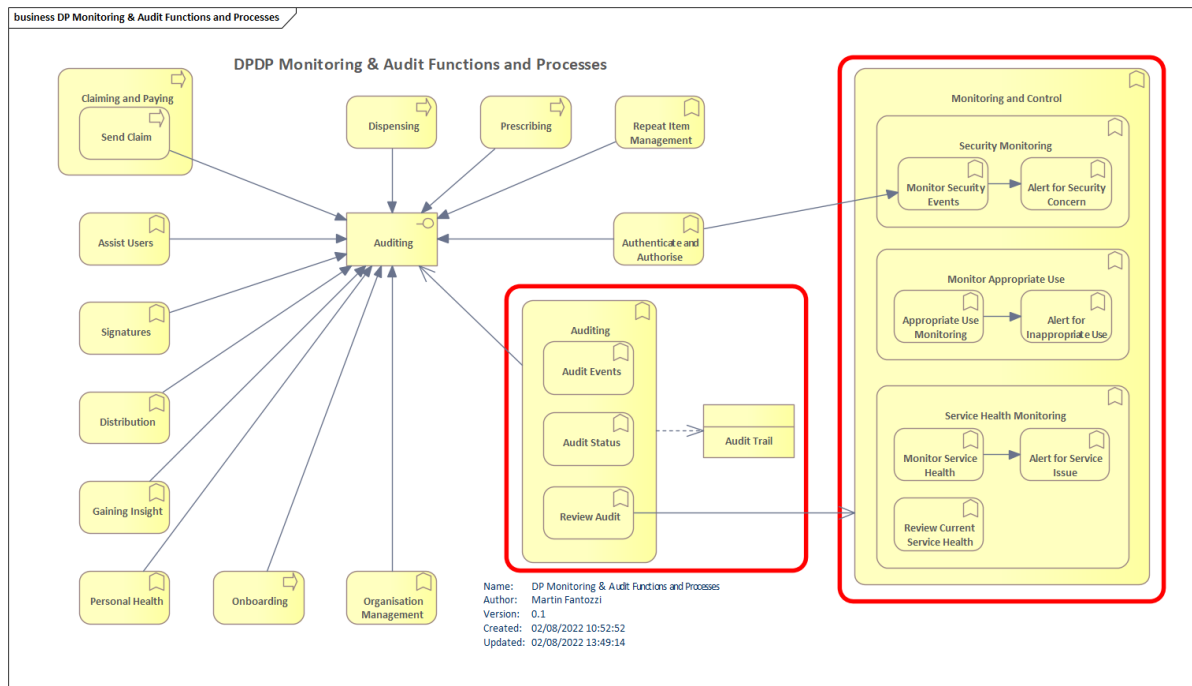 business DP Monitoring & Audit Functions and Processes
DPDP Monitoring & Audit Functions and Processes
Claiming and Paying
Send Claim
Dispensing
Prescribing
Repeat Item
Management
Assist Users
Auditing
Authenticate and
Authorise
Signatures
Distribution
Gaining Insight
Personal Health
Onboarding
Organisation
Management
Auditing
Audit Events
Audit Status
Review Audit
Audit Trail
Monitoring and Control
Security Monitoring
Monitor Security
Events
Alert for Security
Concern
Monitor Appropriate Use
Appropriate Use
Monitoring
Alert for
Inappropriate Use
Service Health Monitoring
Monitor Service
Health
Alert for Service
Issue
Review Current
Service Health
Name: DP Monitoring & Audit Functions and Processes
Author: Martin Fantozzi
Version: 0.1
Created: 02/08/2022 10:52:52
Updated: 02/08/2022 13:49:14